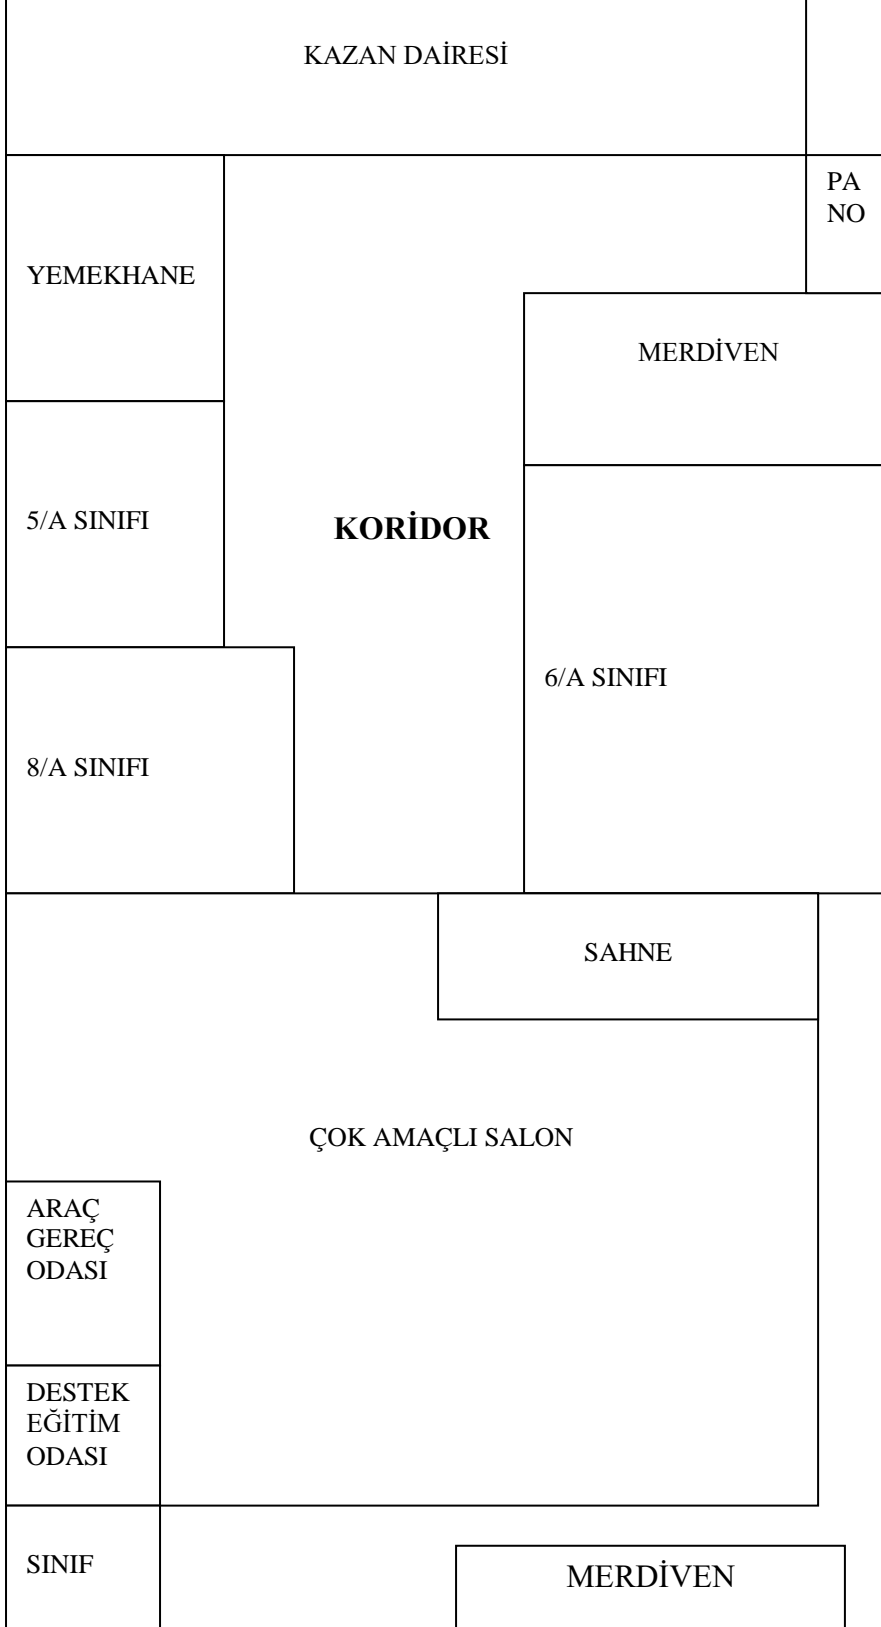 KAZAN DAİRESİ
PA
NO
YEMEKHANE
MERDİVEN
5/A SINIFI
KORİDOR
6/A SINIFI
8/A SINIFI
SAHNE
ÇOK AMAÇLI SALON
ARAÇ
GEREÇ
ODASI
DESTEK
EĞİTİM
ODASI
SINIF
MERDİVEN